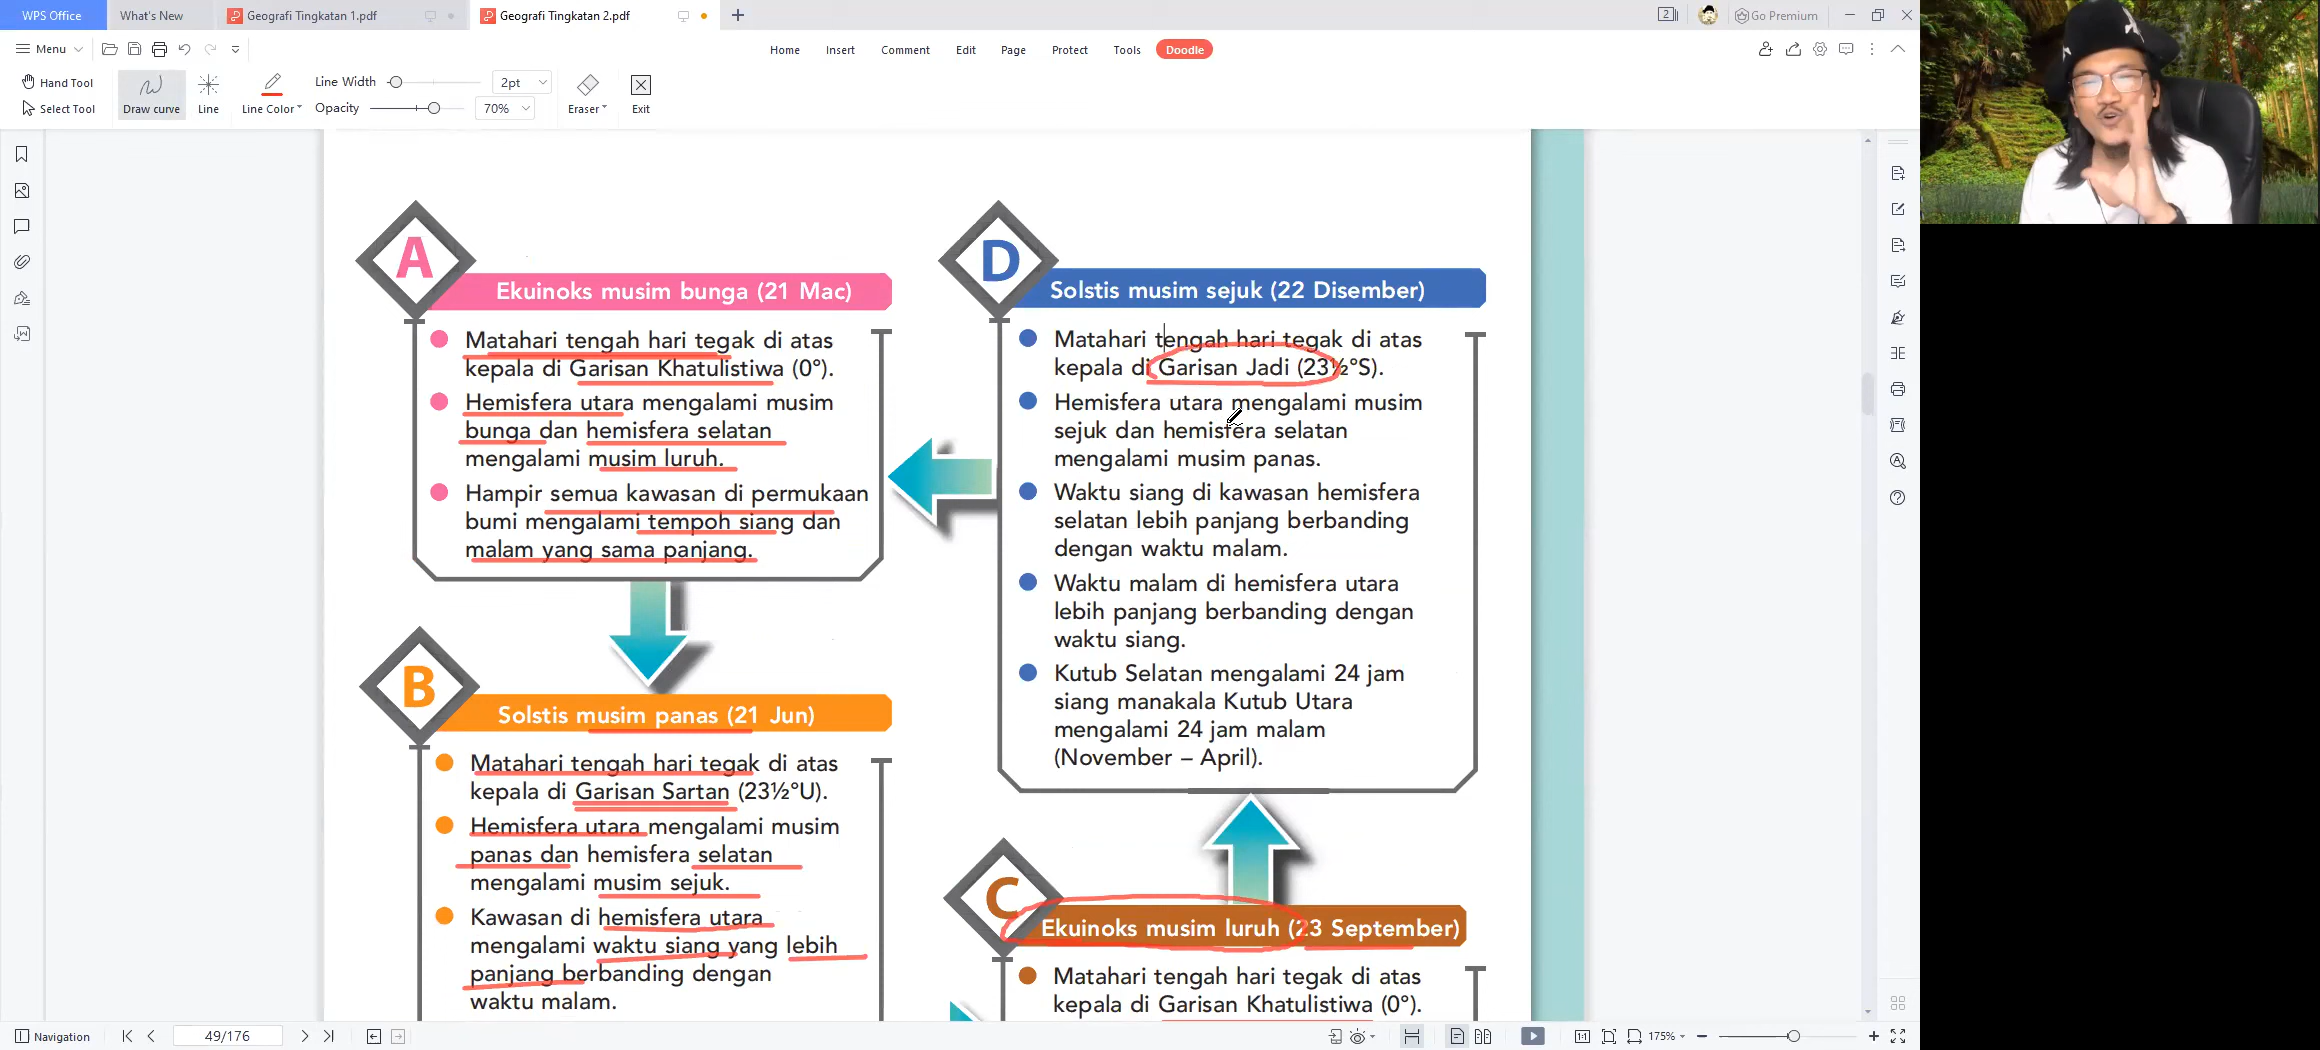 WPS Office
What's New
Geografi Tingkatan 1.pdf
Geografi Tingkatan 2.pdf
2
Go Premium
Menu
Home
Insert
Comment
Edit
Page
Protect
Tools
Doodle
Hand Tool
Select Tool
Draw curve
Line
Line Color
Line Width
2pt
Opacity
70%
Eraser
Exit
A
Ekuinoks musim bunga (21 Mac)
Matahari tengah hari tegak di atas
kepala di Garisan Khatulistiwa (0°).
Hemisfera utara mengalami musim
bunga dan hemisfera selatan
mengalami musim luruh.
Hampir semua kawasan di permukaan
bumi mengalami tempoh siang dan
malam yang sama panjang.
B
Solstis musim panas (21 Jun)
Matahari tengah hari tegak di atas
kepala di Garisan Sartan (23½°U).
Hemisfera utara mengalami musim
panas dan hemisfera selatan
mengalami musim sejuk.
Kawasan di hemisfera utara
mengalami waktu siang yang lebih
panjang berbanding dengan
waktu malam.
D
Solstis musim sejuk (22 Disember)
Matahari tengah hari tegak di atas
kepala di Garisan Jadi (23½°S).
Hemisfera utara mengalami musim
sejuk dan hemisfera selatan
mengalami musim panas.
Waktu siang di kawasan hemisfera
selatan lebih panjang berbanding
dengan waktu malam.
Waktu malam di hemisfera utara
lebih panjang berbanding dengan
waktu siang.
Kutub Selatan mengalami 24 jam
siang manakala Kutub Utara
mengalami 24 jam malam
(November – April).
C
Ekuinoks musim luruh (23 September)
Matahari tengah hari tegak di atas
kepala di Garisan Khatulistiwa (0°).
Navigation
49/176
1:1
175%